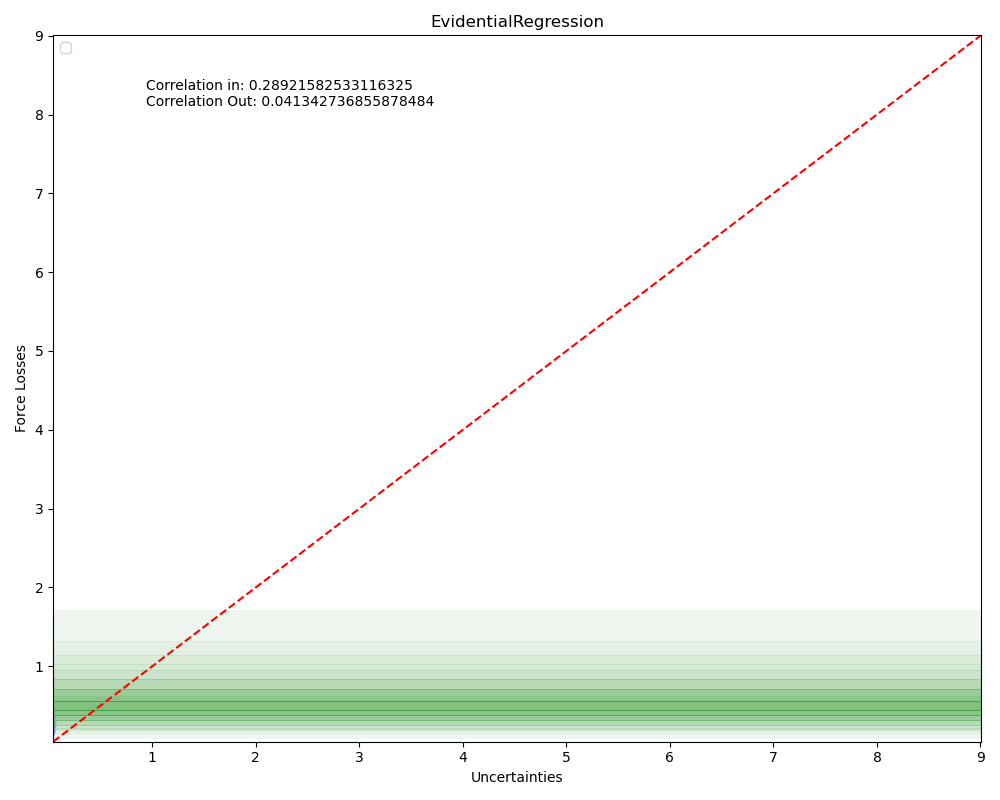 EvidentialRegression
Correlation in: 0.28921582533116325
Correlation Out: 0.041342736855878484
Force Losses
9
8
7
6
5
4
3
2
1
1 2 3 4 5 6 7 8 9
Uncertainties